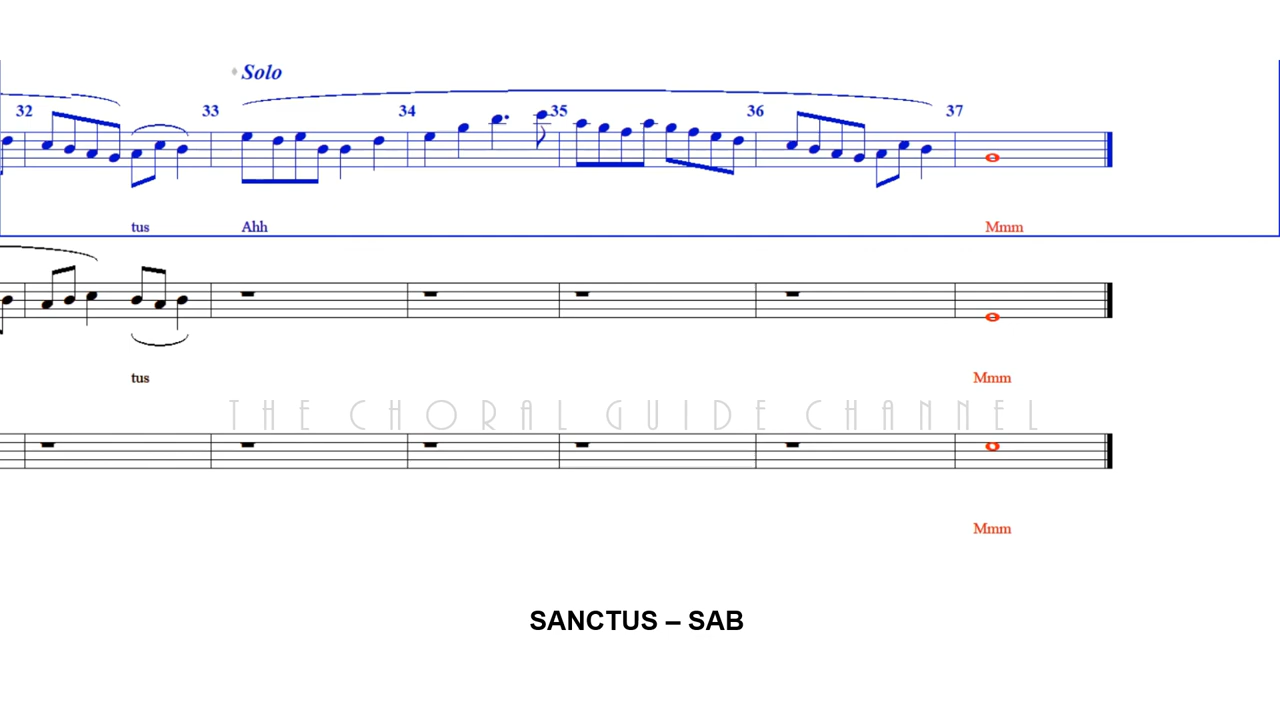 Solo
32 33 34 35 36 37
tus Ahh Mmm
tus Mmm
THE CHORAL GUIDE CHANNEL
Mmm
SANCTUS – SAB